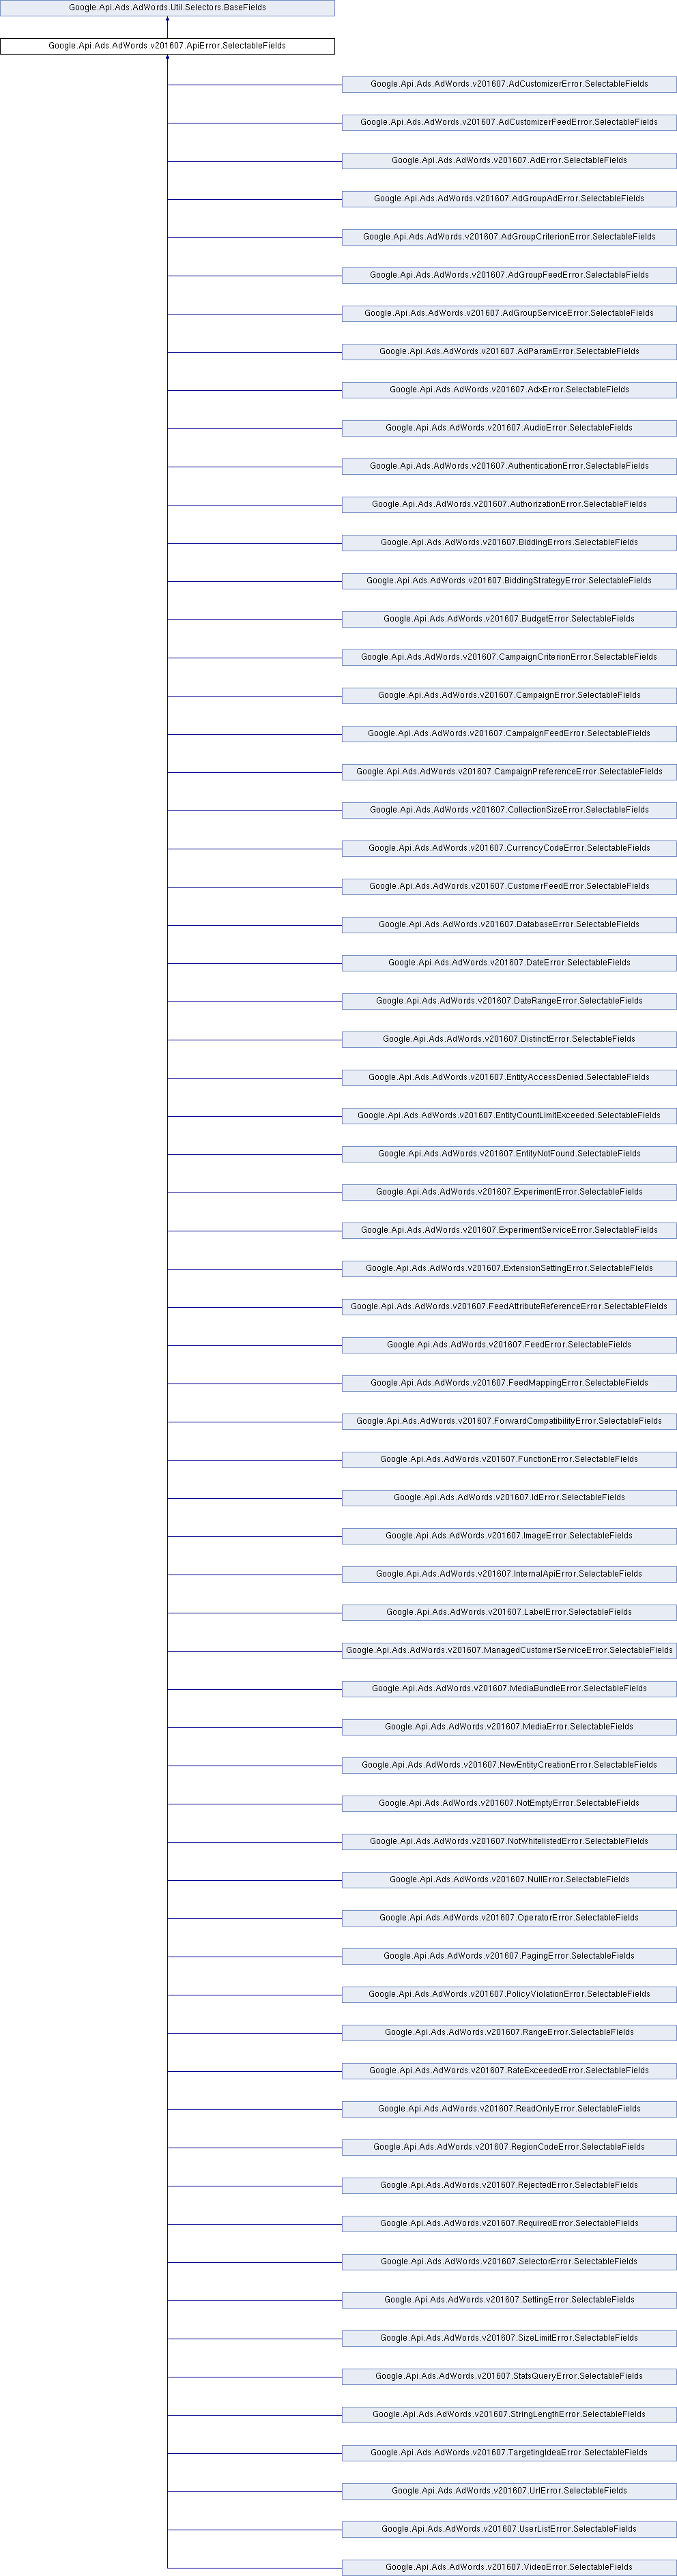 Google.Api.Ads.AdWords.Util.Selectors.BaseFields
Google.Api.Ads.AdWords.v201607.ApiError.SelectableFields
Google.Api.Ads.AdWords.v201607.AdCustomizerError.SelectableFields
Google.Api.Ads.AdWords.v201607.AdCustomizerFeedError.SelectableFields
Google.Api.Ads.AdWords.v201607.AdError.SelectableFields
Google.Api.Ads.AdWords.v201607.AdGroupAdError.SelectableFields
Google.Api.Ads.AdWords.v201607.AdGroupCriterionError.SelectableFields
Google.Api.Ads.AdWords.v201607.AdGroupFeedError.SelectableFields
Google.Api.Ads.AdWords.v201607.AdGroupServiceError.SelectableFields
Google.Api.Ads.AdWords.v201607.AdParamError.SelectableFields
Google.Api.Ads.AdWords.v201607.AdxError.SelectableFields
Google.Api.Ads.AdWords.v201607.AudioError.SelectableFields
Google.Api.Ads.AdWords.v201607.AuthenticationError.SelectableFields
Google.Api.Ads.AdWords.v201607.AuthorizationError.SelectableFields
Google.Api.Ads.AdWords.v201607.BiddingErrors.SelectableFields
Google.Api.Ads.AdWords.v201607.BiddingStrategyError.SelectableFields
Google.Api.Ads.AdWords.v201607.BudgetError.SelectableFields
Google.Api.Ads.AdWords.v201607.CampaignCriterionError.SelectableFields
Google.Api.Ads.AdWords.v201607.CampaignError.SelectableFields
Google.Api.Ads.AdWords.v201607.CampaignFeedError.SelectableFields
Google.Api.Ads.AdWords.v201607.CampaignPreferenceError.SelectableFields
Google.Api.Ads.AdWords.v201607.CollectionSizeError.SelectableFields
Google.Api.Ads.AdWords.v201607.CurrencyCodeError.SelectableFields
Google.Api.Ads.AdWords.v201607.CustomerFeedError.SelectableFields
Google.Api.Ads.AdWords.v201607.DatabaseError.SelectableFields
Google.Api.Ads.AdWords.v201607.DateError.SelectableFields
Google.Api.Ads.AdWords.v201607.DateRangeError.SelectableFields
Google.Api.Ads.AdWords.v201607.DistinctError.SelectableFields
Google.Api.Ads.AdWords.v201607.EntityAccessDenied.SelectableFields
Google.Api.Ads.AdWords.v201607.EntityCountLimitExceeded.SelectableFields
Google.Api.Ads.AdWords.v201607.EntityNotFound.SelectableFields
Google.Api.Ads.AdWords.v201607.ExperimentError.SelectableFields
Google.Api.Ads.AdWords.v201607.ExperimentServiceError.SelectableFields
Google.Api.Ads.AdWords.v201607.ExtensionSettingError.SelectableFields
Google.Api.Ads.AdWords.v201607.FeedAttributeReferenceError.SelectableFields
Google.Api.Ads.AdWords.v201607.FeedError.SelectableFields
Google.Api.Ads.AdWords.v201607.FeedMappingError.SelectableFields
Google.Api.Ads.AdWords.v201607.ForwardCompatibilityError.SelectableFields
Google.Api.Ads.AdWords.v201607.FunctionError.SelectableFields
Google.Api.Ads.AdWords.v201607.IdError.SelectableFields
Google.Api.Ads.AdWords.v201607.ImageError.SelectableFields
Google.Api.Ads.AdWords.v201607.InternalApiError.SelectableFields
Google.Api.Ads.AdWords.v201607.LabelError.SelectableFields
Google.Api.Ads.AdWords.v201607.ManagedCustomerServiceError.SelectableFields
Google.Api.Ads.AdWords.v201607.MediaBundleError.SelectableFields
Google.Api.Ads.AdWords.v201607.MediaError.SelectableFields
Google.Api.Ads.AdWords.v201607.NewEntityCreationError.SelectableFields
Google.Api.Ads.AdWords.v201607.NotEmptyError.SelectableFields
Google.Api.Ads.AdWords.v201607.NotWhitelistedError.SelectableFields
Google.Api.Ads.AdWords.v201607.NullError.SelectableFields
Google.Api.Ads.AdWords.v201607.OperatorError.SelectableFields
Google.Api.Ads.AdWords.v201607.PagingError.SelectableFields
Google.Api.Ads.AdWords.v201607.PolicyViolationError.SelectableFields
Google.Api.Ads.AdWords.v201607.RangeError.SelectableFields
Google.Api.Ads.AdWords.v201607.RateExceededError.SelectableFields
Google.Api.Ads.AdWords.v201607.ReadOnlyError.SelectableFields
Google.Api.Ads.AdWords.v201607.RegionCodeError.SelectableFields
Google.Api.Ads.AdWords.v201607.RejectedError.SelectableFields
Google.Api.Ads.AdWords.v201607.RequiredError.SelectableFields
Google.Api.Ads.AdWords.v201607.SelectorError.SelectableFields
Google.Api.Ads.AdWords.v201607.SettingError.SelectableFields
Google.Api.Ads.AdWords.v201607.SizeLimitError.SelectableFields
Google.Api.Ads.AdWords.v201607.StatsQueryError.SelectableFields
Google.Api.Ads.AdWords.v201607.StringLengthError.SelectableFields
Google.Api.Ads.AdWords.v201607.TargetingIdeaError.SelectableFields
Google.Api.Ads.AdWords.v201607.UrlError.SelectableFields
Google.Api.Ads.AdWords.v201607.UserListError.SelectableFields
Google.Api.Ads.AdWords.v201607.VideoError.SelectableFields